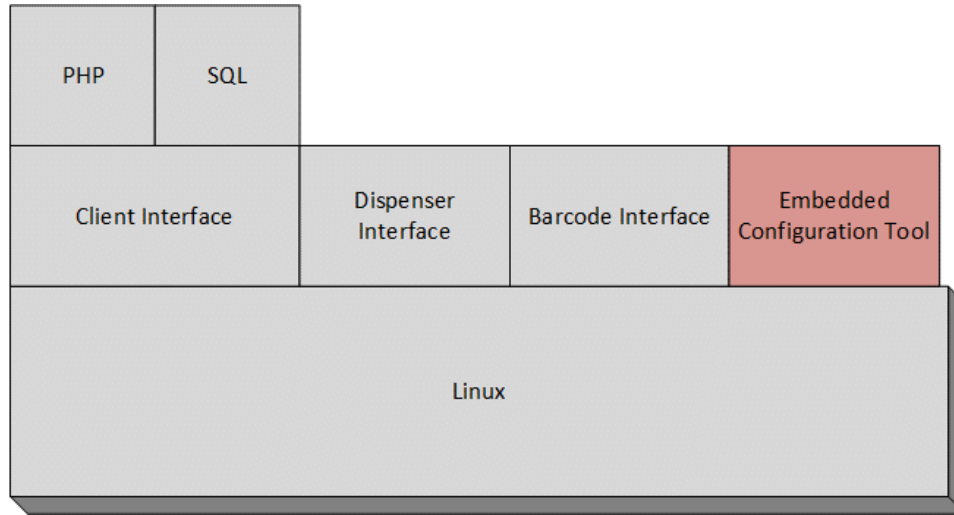 PHP
SQL
Client Interface
Dispenser
Interface
Barcode Interface
Embedded
Configuration Tool
Linux